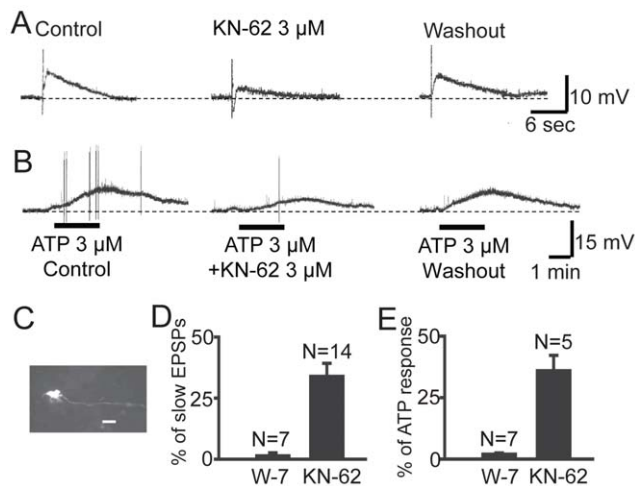 A
Control
KN-62 3 µM
Washout
10 mV
6 sec
B
ATP 3 µM
Control
ATP 3 µM
+KN-62 3 µM
ATP 3 µM
Washout
15 mV
1 min
C
D
% of slow EPSPs
50
25
0
N=7
N=14
W-7
KN-62
E
% of ATP response
50
25
0
N=7
N=5
W-7
KN-62